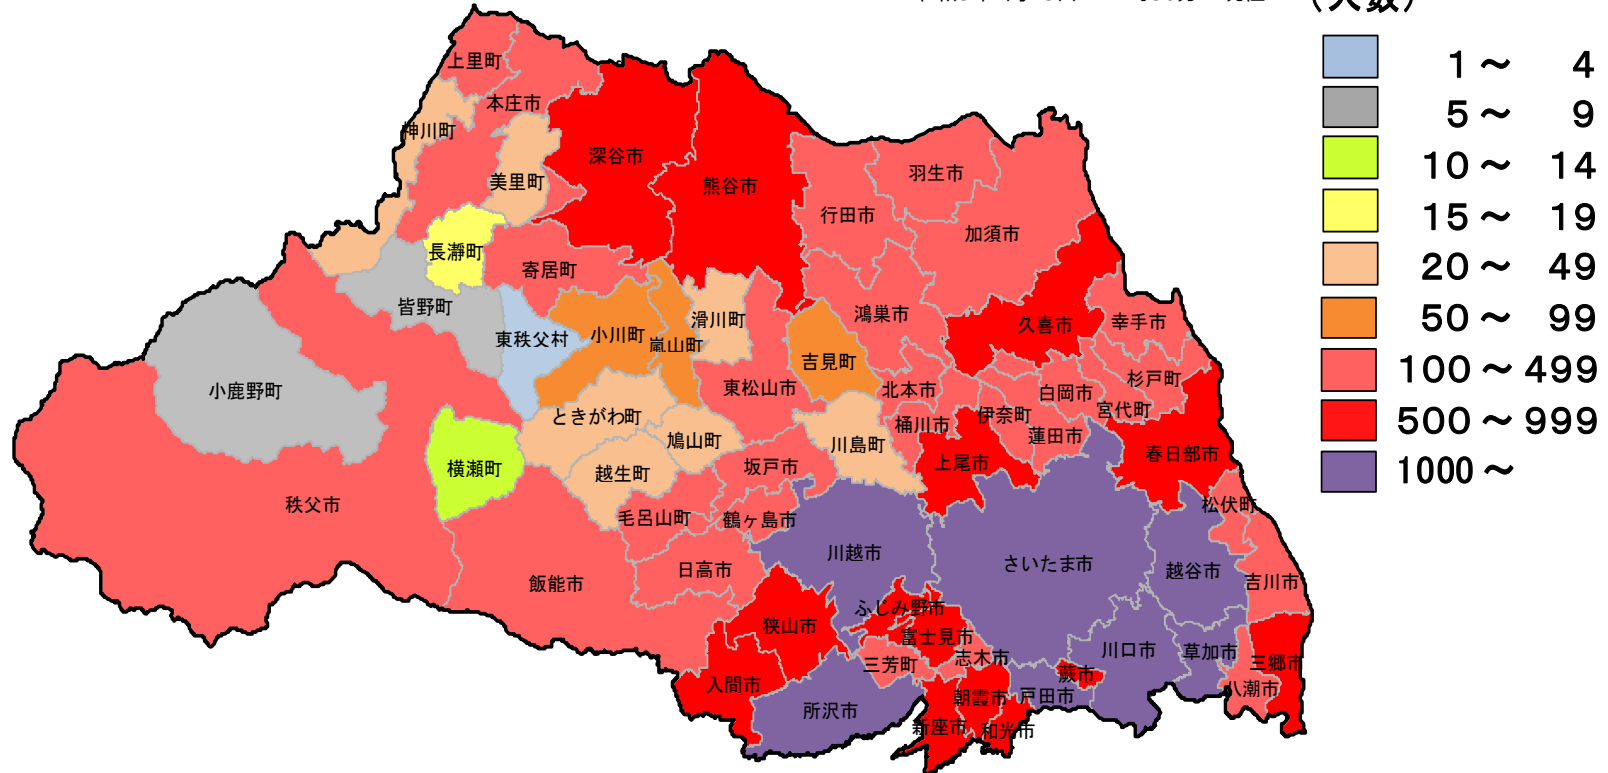 (人数)
1～ 4
5～ 9
10～ 14
15～ 19
20～ 49
50～ 99
100～499
500～999
1000～
上里町
本庄市
神川町
美里町
深谷市
熊谷市
羽生市
行田市
加須市
長瀞町
寄居町
皆野町
東秩父村
小川町
嵐山町
滑川町
吉見町
鴻巣市
久喜市
幸手市
小鹿野町
東松山市
北本市
白岡市
杉戸町
宮代町
ときがわ町
鳩山町
川島町
桶川市
伊奈町
蓮田市
横瀬町
越生町
坂戸市
上尾市
春日部市
秩父市
毛呂山町
鶴ヶ島市
松伏町
飯能市
日高市
川越市
さいたま市
越谷市
吉川市
狭山市
ふじみ野市
富士見市
三芳町
志木市
川口市
草加市
三郷市
入間市
所沢市
朝霞市
蕨市
戸田市
八潮市
新座市
和光市